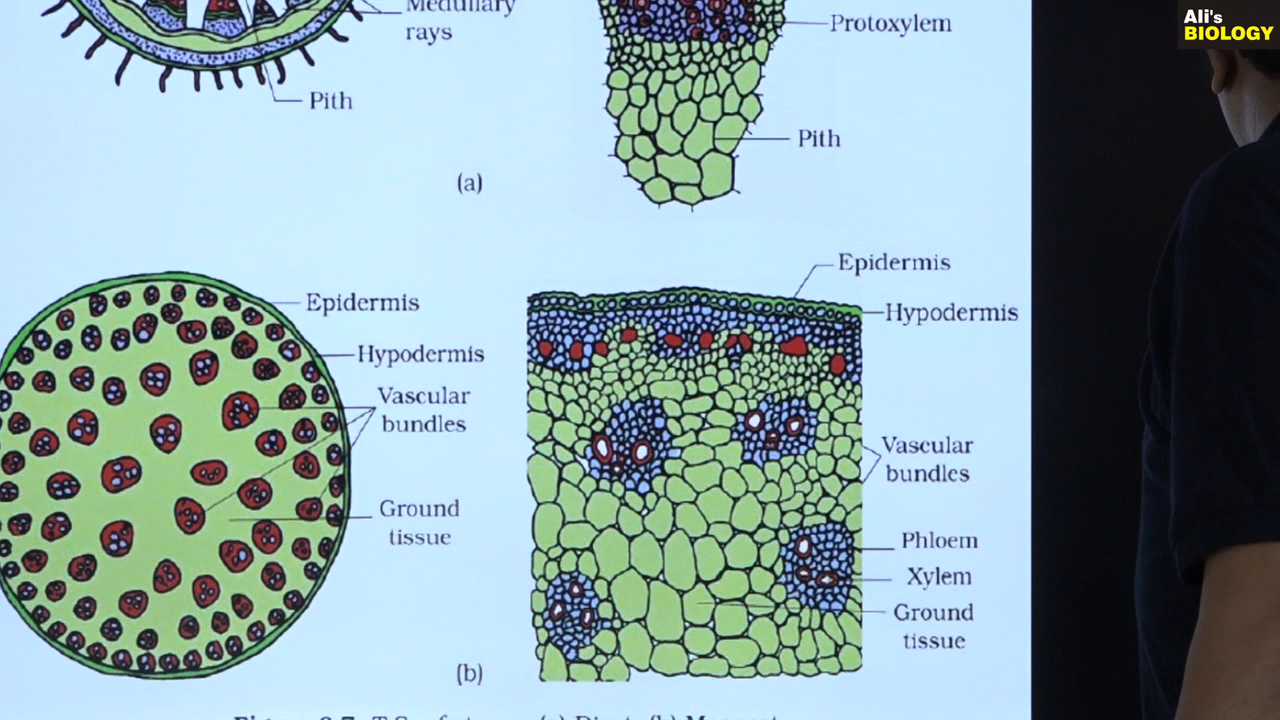 Ali's
BIOLOGY
Medullary
rays
Pith
Protoxylem
Pith
(a)
Epidermis
Hypodermis
Vascular
bundles
Ground
tissue
Epidermis
Hypodermis
Vascular
bundles
Phloem
Xylem
Ground
tissue
(b)